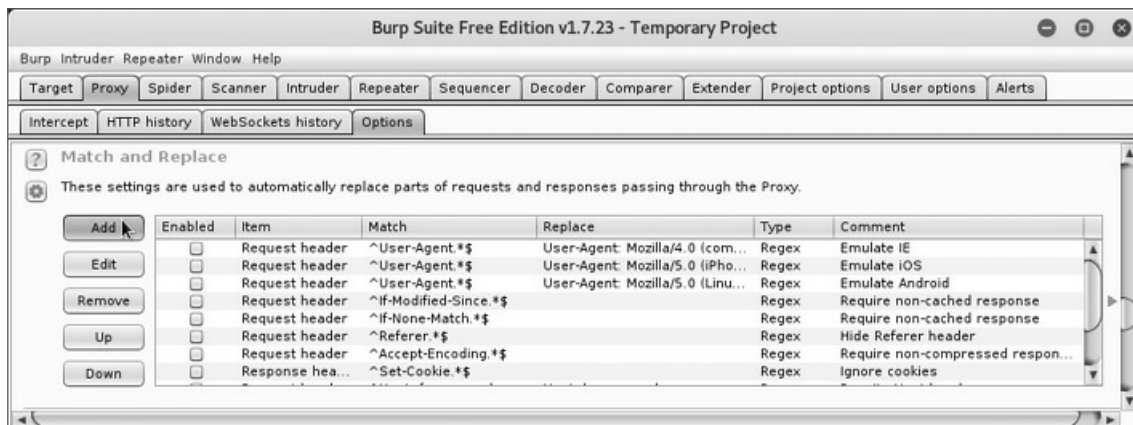 Burp Suite Free Edition v1.7.23 - Temporary Project
Burp Intruder Repeater Window Help
Target Proxy Spider Scanner Intruder Repeater Sequencer Decoder Comparer Extender Project options User options Alerts
Intercept HTTP history WebSockets history Options
? Match and Replace
These settings are used to automatically replace parts of requests and responses passing through the Proxy.
Add Enabled Item Match Replace Type Comment
Request header ^User-Agent.*$ User-Agent: Mozilla/4.0 (com... Regex Emulate IE
Edit Request header ^User-Agent.*$ User-Agent: Mozilla/5.0 (iPho... Regex Emulate iOS
Request header ^User-Agent.*$ User-Agent: Mozilla/5.0 (Linu... Regex Emulate Android
Remove Request header ^If-Modified-Since.*$ Regex Require non-cached response
Request header ^If-None-Match.*$ Regex Require non-cached response
Up Request header ^Referer.*$ Regex Hide Referer header
Request header ^Accept-Encoding.*$ Regex Require non-compressed respon...
Down Response hea... ^Set-Cookie.*$ Regex Ignore cookies